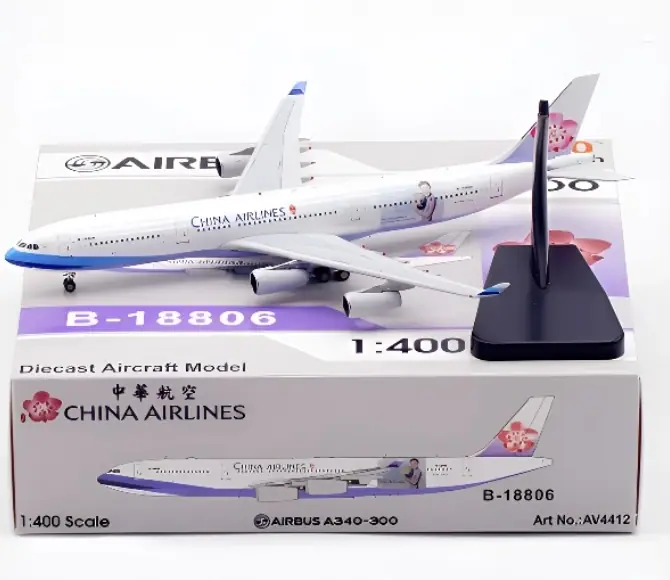 AIRB
00
CHINA AIRLINES
B-18806
1:400
Diecast Aircraft Model
中華航空
CHINA AIRLINES
CHINA AIRLINES
B-18806
1:400 Scale
AIRBUS A340-300
Art No.:AV4412